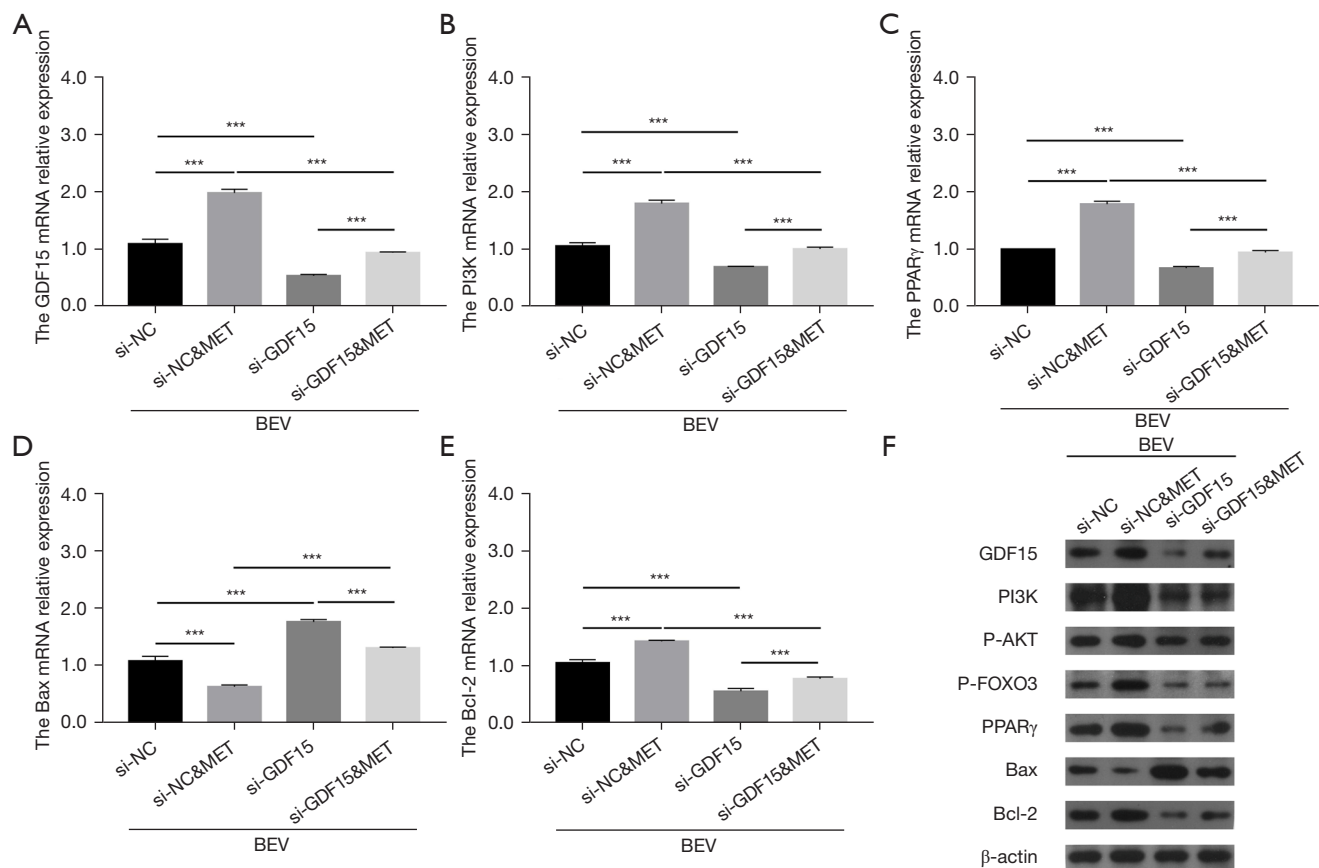 A
The GDF15 mRNA relative expression
4.0
3.0
2.0
1.0
0.0
***
***
***
***
si-NC
si-NC&MET
si-GDF15
si-GDF15&MET
BEV
B
The PI3K mRNA relative expression
4.0
3.0
2.0
1.0
0.0
***
***
***
***
si-NC
si-NC&MET
si-GDF15
si-GDF15&MET
BEV
C
The PPARγ mRNA relative expression
4.0
3.0
2.0
1.0
0.0
***
***
***
***
si-NC
si-NC&MET
si-GDF15
si-GDF15&MET
BEV
D
The Bax mRNA relative expression
4.0
3.0
2.0
1.0
0.0
***
***
***
***
si-NC
si-NC&MET
si-GDF15
si-GDF15&MET
BEV
E
The Bcl-2 mRNA relative expression
4.0
3.0
2.0
1.0
0.0
***
***
***
***
si-NC
si-NC&MET
si-GDF15
si-GDF15&MET
BEV
F
BEV
si-NC
si-NC&MET
si-GDF15
si-GDF15&MET
GDF15
PI3K
P-AKT
P-FOXO3
PPARγ
Bax
Bcl-2
β-actin